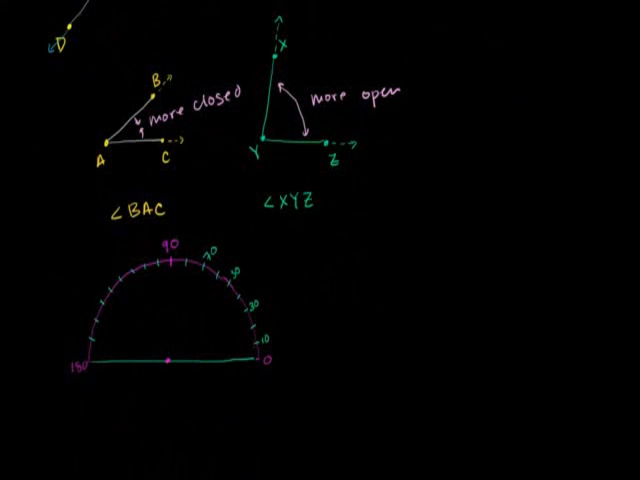 D
X
B
more closed
more open
A
C
Y
Z
∠BAC
∠XYZ
90
70
50
30
10
180
0